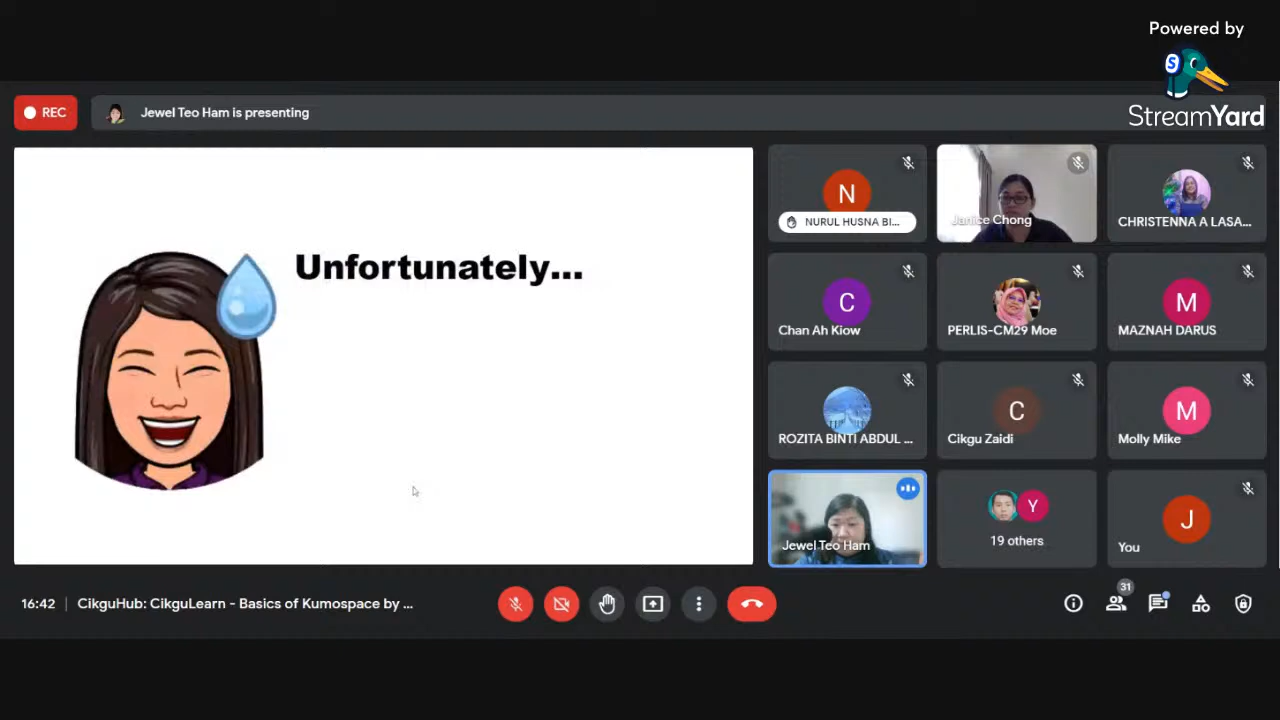 Powered by
StreamYard
REC
Jewel Teo Ham is presenting
Unfortunately...
N
NURUL HUSNA BI...
Janice Chong
CHRISTENNA A LASA...
C
Chan Ah Kiow
PERLIS-CM29 Moe
M
MAZNAH DARUS
ROZITA BINTI ABDUL ...
C
Cikgu Zaidi
M
Molly Mike
Jewel Teo Ham
Y
19 others
J
You
16:42 | CikguHub: CikguLearn - Basics of Kumospace by ...
31